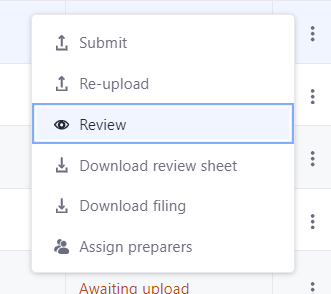 Submit
Re-upload
Review
Download review sheet
Download filing
Assign preparers
Awaiting upload